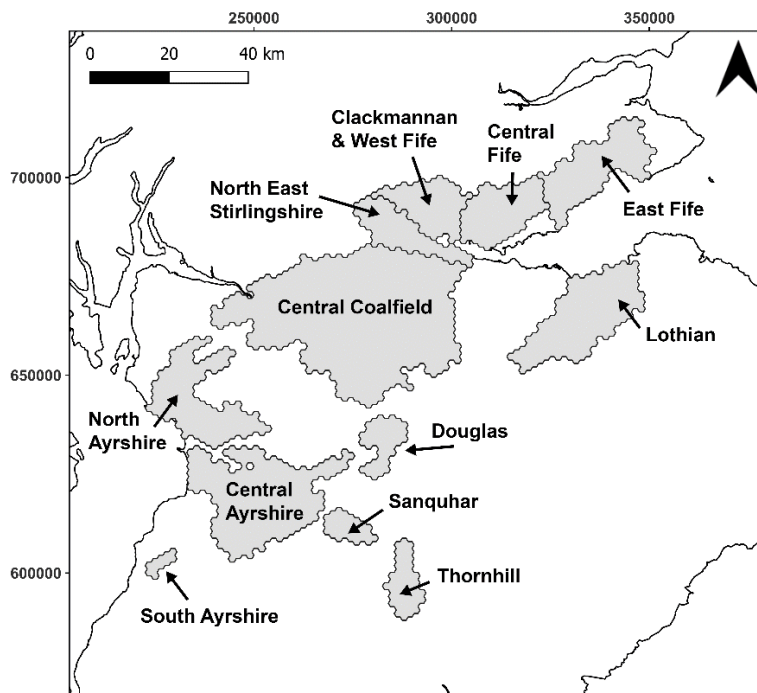 250000
300000
350000
0
20
40 km
Clackmannan
& West Fife
Central
Fife
700000
North East
Stirlingshire
East Fife
Central Coalfield
Lothian
650000
North
Ayrshire
Douglas
Central
Ayrshire
Sanquhar
600000
Thornhill
South Ayrshire